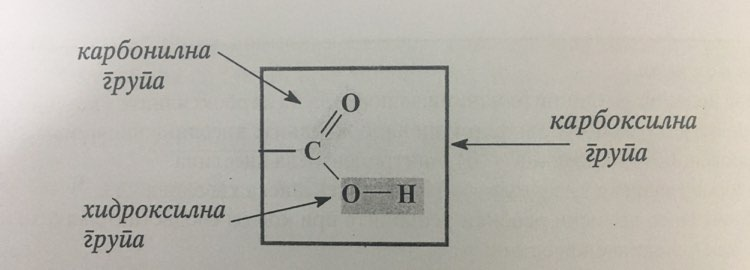 карбонилна
група
O
C
O — H
карбоксилна
група
хидроксилна
група